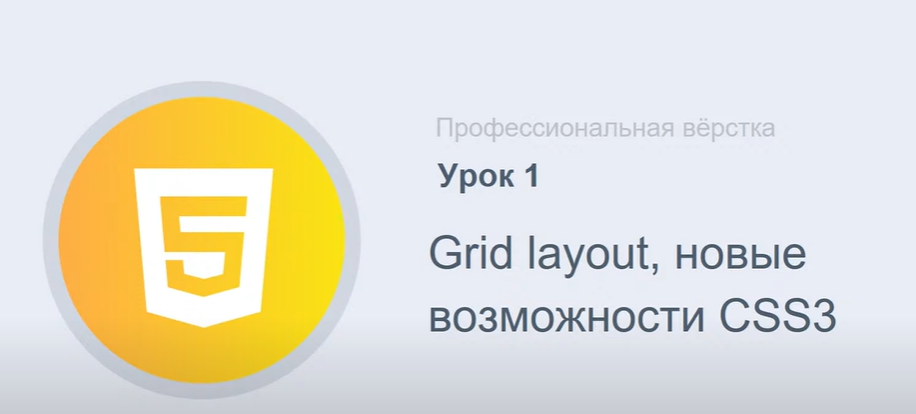 Профессиональная вёрстка
Урок 1
Grid layout, новые
возможности CSS3